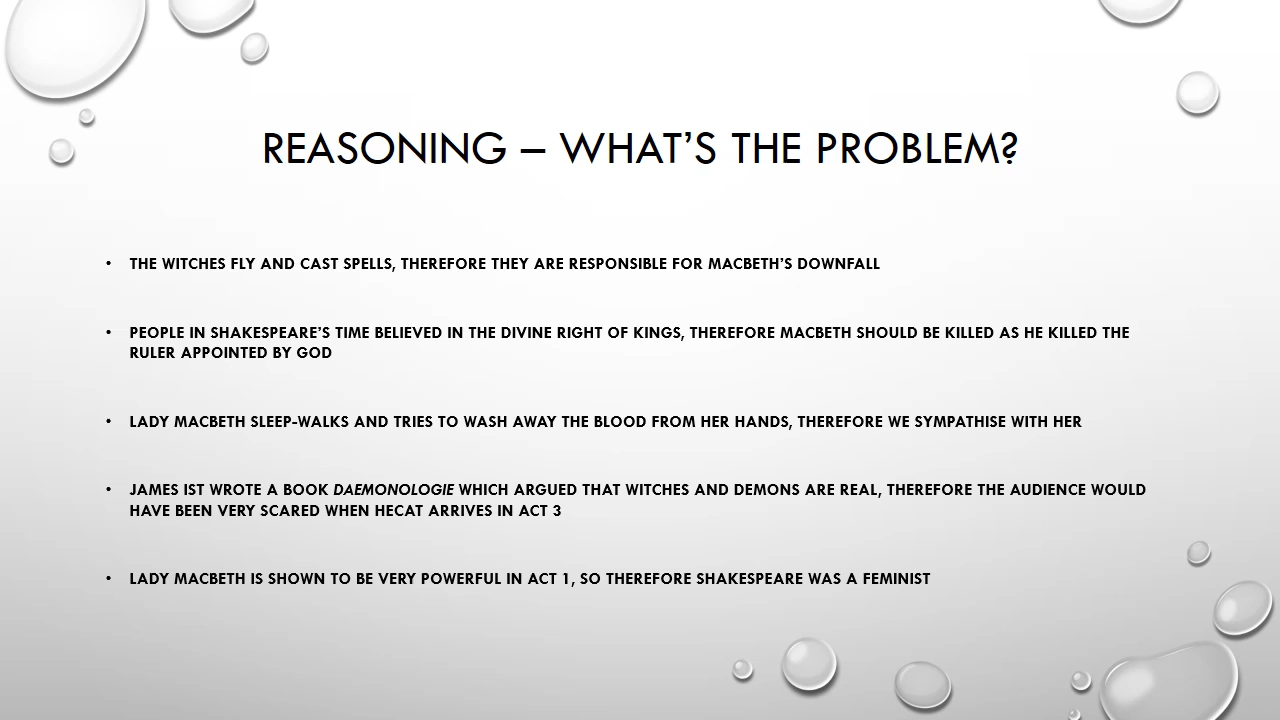 REASONING – WHAT'S THE PROBLEM?
• THE WITCHES FLY AND CAST SPELLS, THEREFORE THEY ARE RESPONSIBLE FOR MACBETH'S DOWNFALL
• PEOPLE IN SHAKESPEARE'S TIME BELIEVED IN THE DIVINE RIGHT OF KINGS, THEREFORE MACBETH SHOULD BE KILLED AS HE KILLED THE
RULER APPOINTED BY GOD
• LADY MACBETH SLEEP-WALKS AND TRIES TO WASH AWAY THE BLOOD FROM HER HANDS, THEREFORE WE SYMPATHISE WITH HER
• JAMES IST WROTE A BOOK DAEMONOLOGIE WHICH ARGUED THAT WITCHES AND DEMONS ARE REAL, THEREFORE THE AUDIENCE WOULD
HAVE BEEN VERY SCARED WHEN HECAT ARRIVES IN ACT 3
• LADY MACBETH IS SHOWN TO BE VERY POWERFUL IN ACT 1, SO THEREFORE SHAKESPEARE WAS A FEMINIST